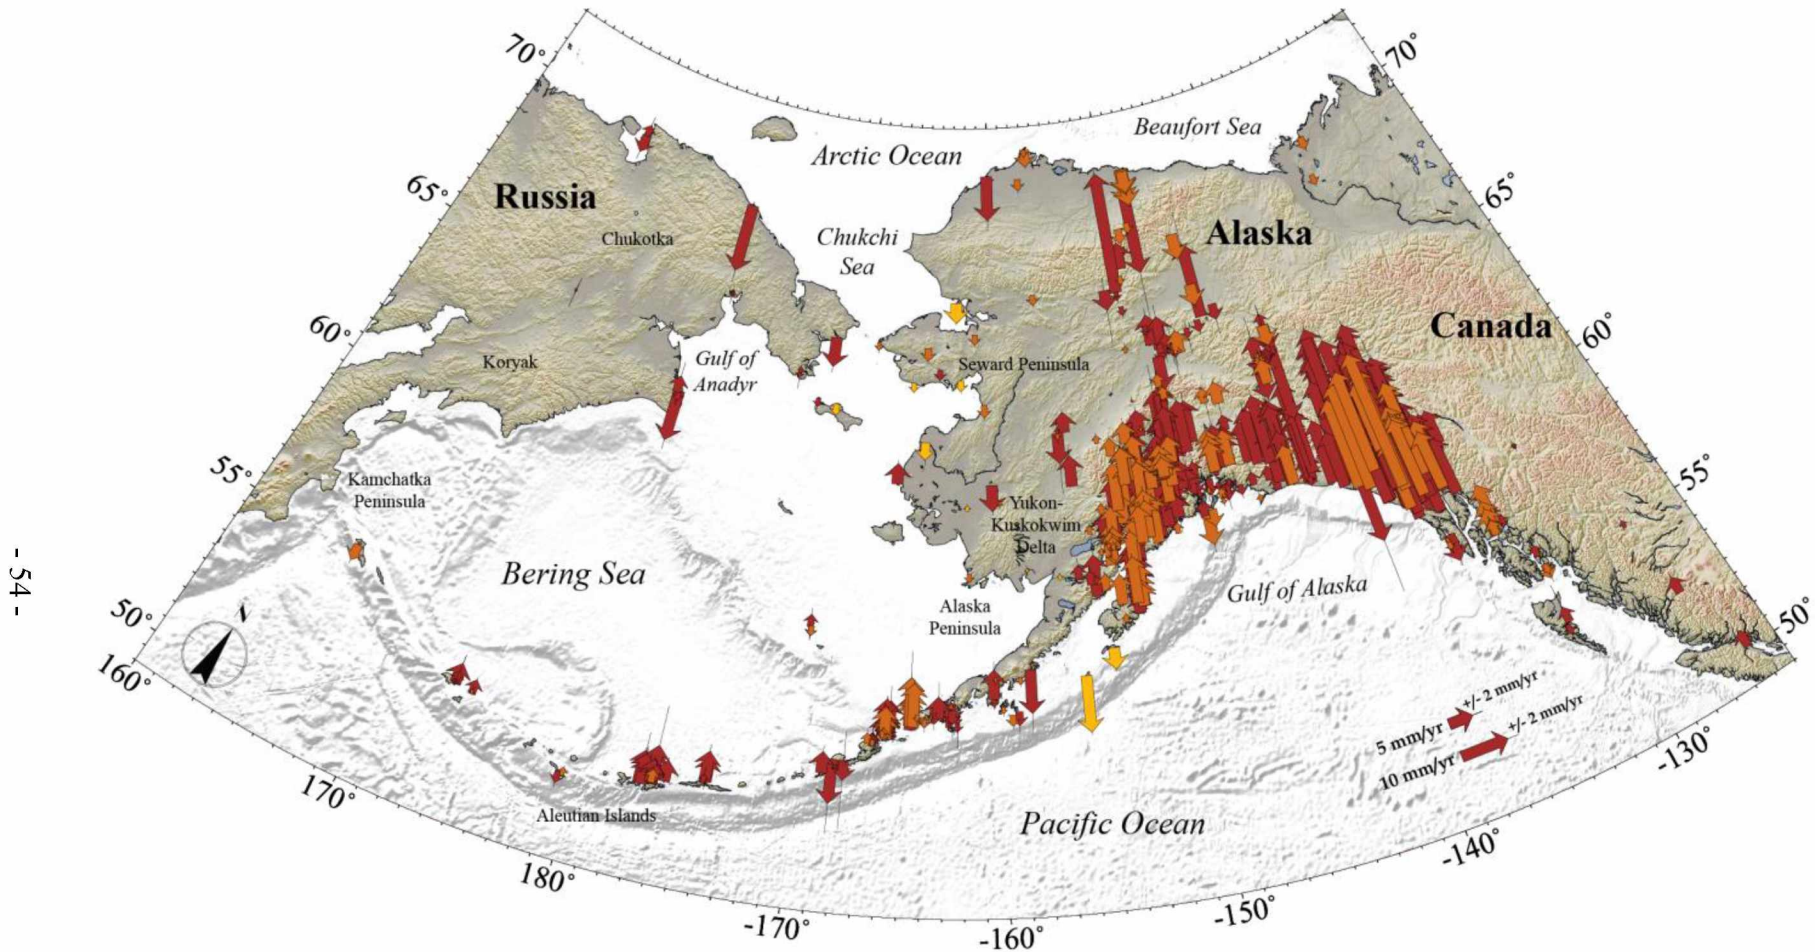 70°
-70°
Beaufort Sea
Arctic Ocean
65°
Russia
65°
Chukotka
Chukchi
Sea
Alaska
60°
Canada
60°
Koryak
Gulf of
Anadyr
Seward Peninsula
55°
Kamchatka
Peninsula
55°
Yukon-
Kuskokwim
Delta
- 54 -
Bering Sea
Gulf of Alaska
50°
N
Alaska
Peninsula
50°
160°
5 mm/yr
+/- 2 mm/yr
10 mm/yr
+/- 2 mm/yr
-130°
170°
Aleutian Islands
Pacific Ocean
-140°
180°
-150°
-170°
-160°